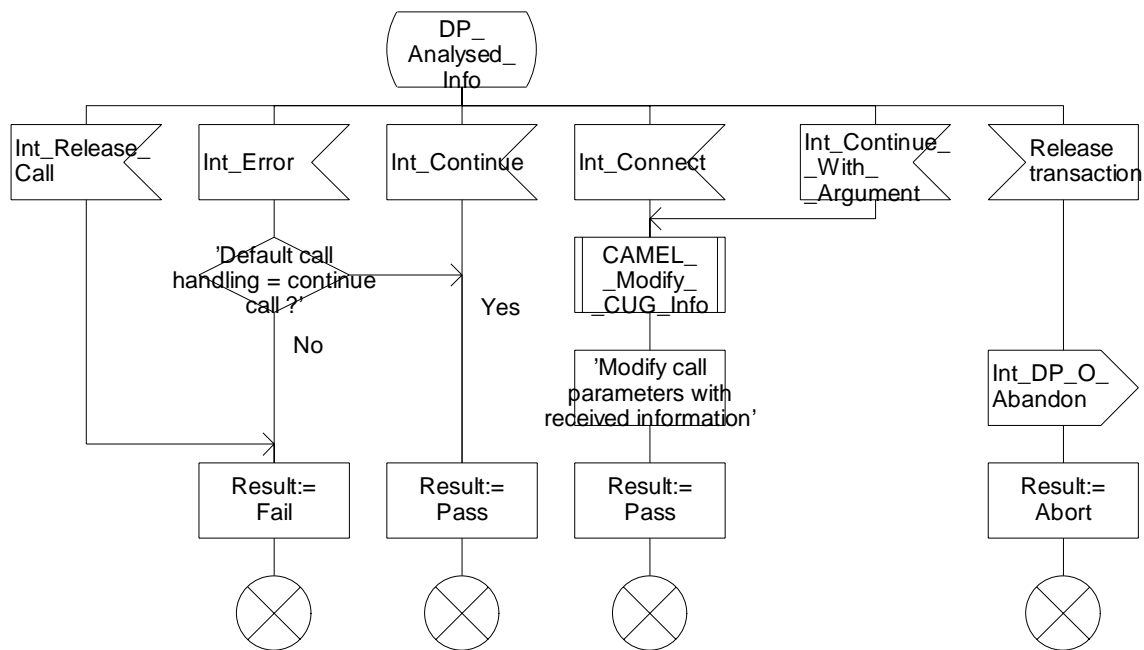 DP_
Analysed_
Info
Int_Release_
Call
Int_Error
Int_Continue
Int_Connect
Int_Continue_
_With_
_Argument
Release
transaction
’Default call
handling = continue
call ?’
Yes
No
CAMEL_
_Modify_
_CUG_Info
’Modify call
parameters with
received information’
Int_DP_O_
Abandon
Result:=
Fail
Result:=
Pass
Result:=
Pass
Result:=
Abort